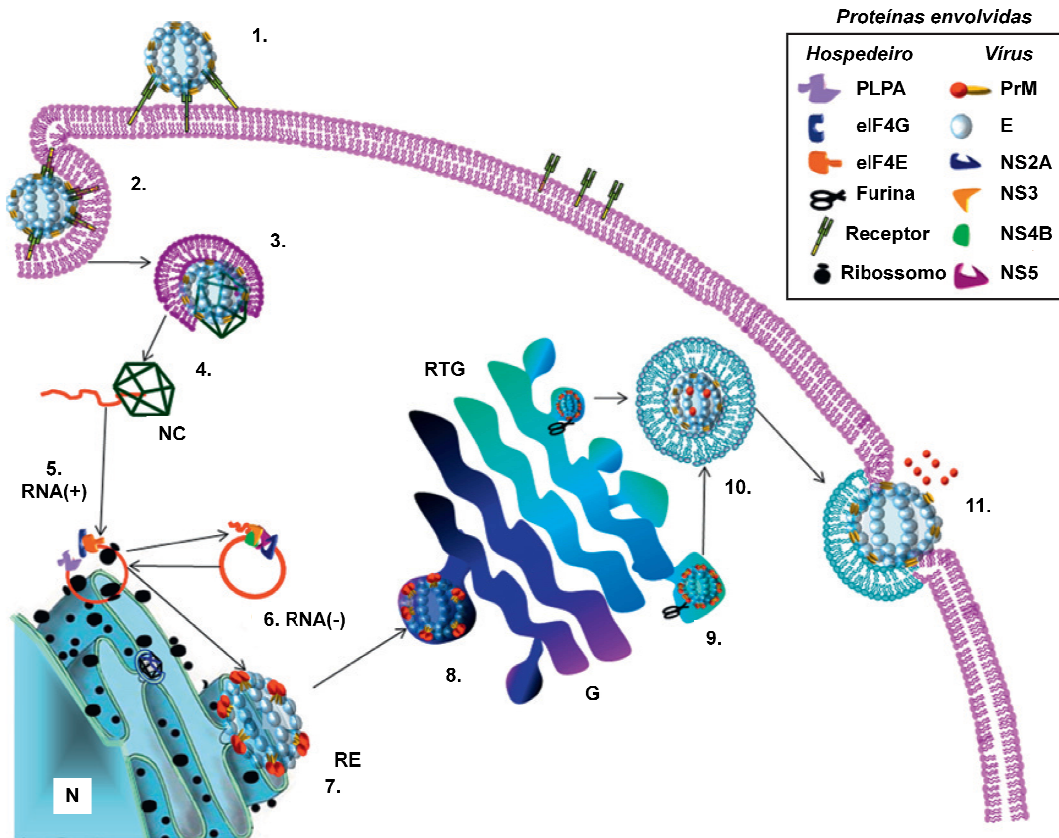 Proteínas envolvidas
Hospedeiro Vírus
PLPA PrM
eIF4G E
eIF4E NS2A
Furina NS3
Receptor NS4B
Ribossomo NS5
1.
2.
3.
4.
NC
5.
RNA(+)
6. RNA(-)
N
RE
7.
8.
RTG
G
9.
10.
11.